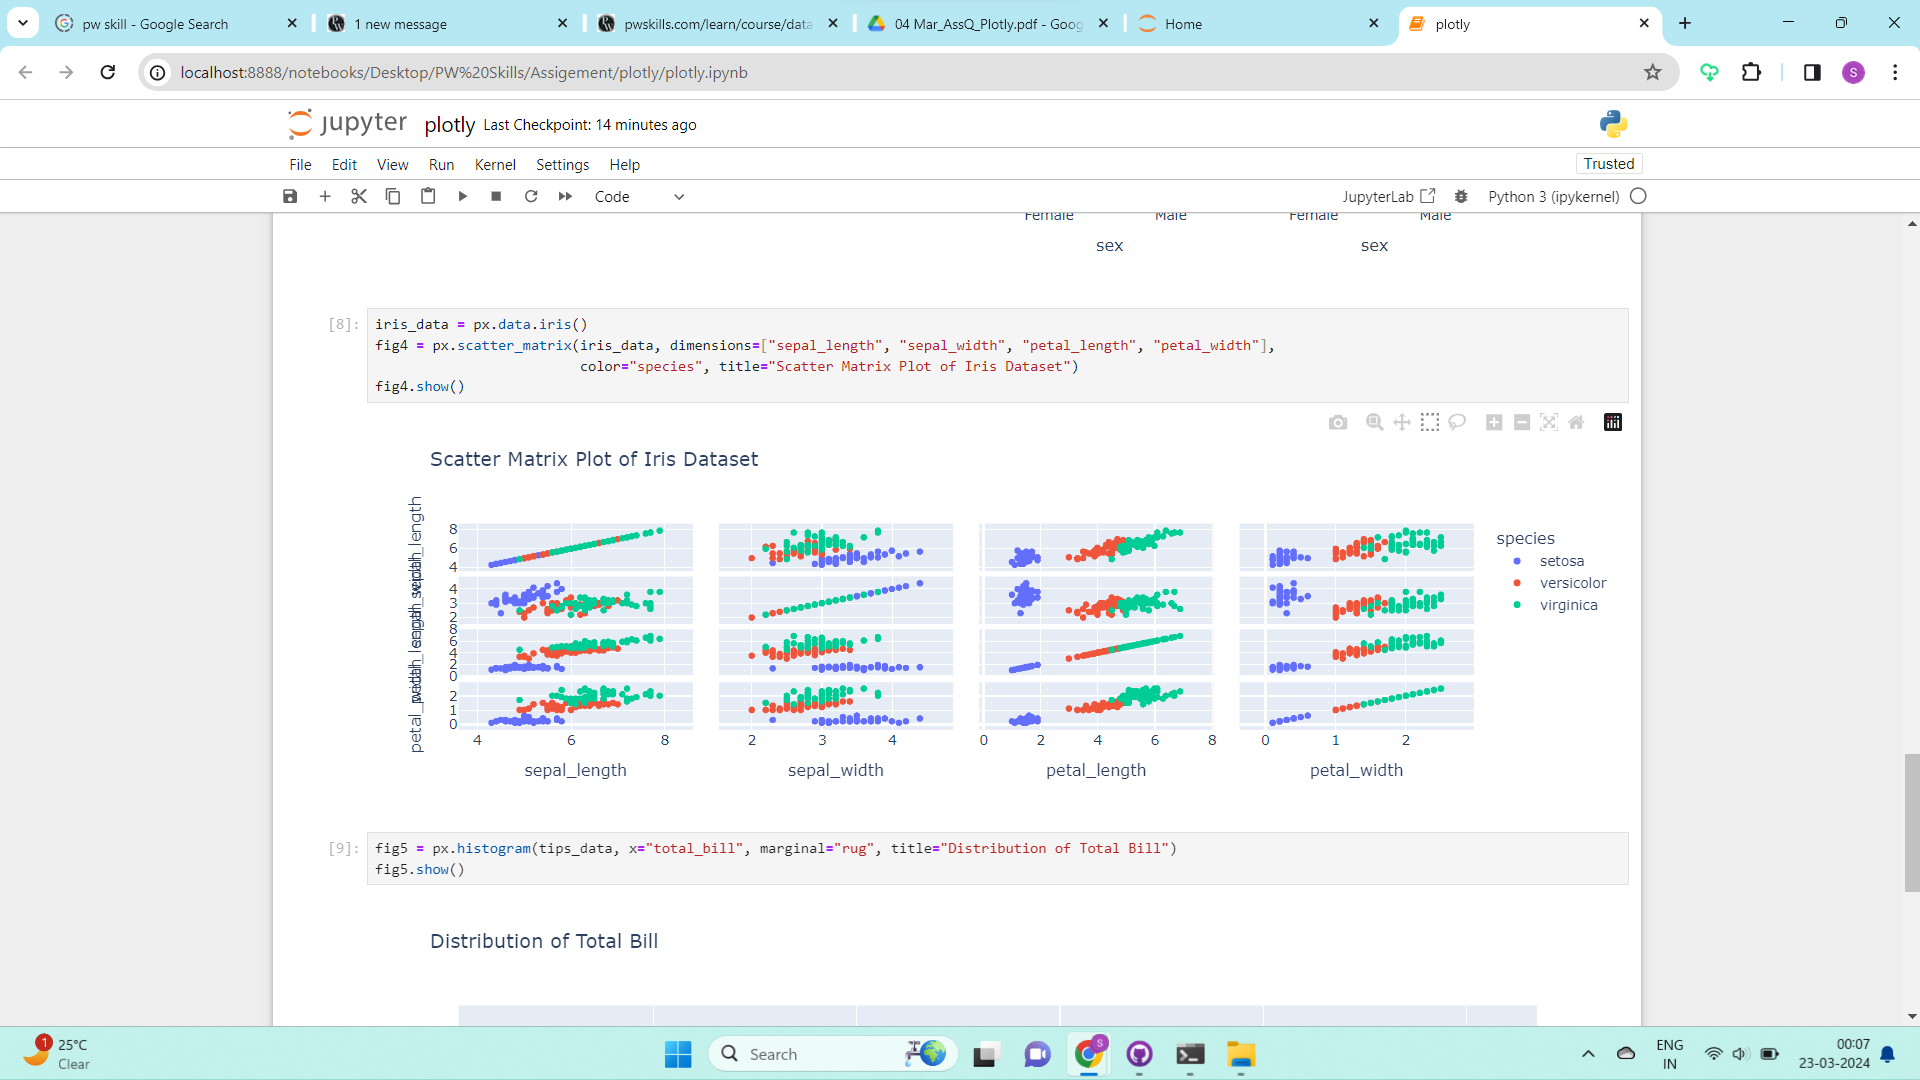 pw skill - Google Search
1 new message
pwskills.com/learn/course/data
04 Mar_AssQ_Plotly.pdf - Goog
Home
plotly
localhost:8888/notebooks/Desktop/PW%20Skills/Assigement/plotly/plotly.ipynb
S
jupyter plotly Last Checkpoint: 14 minutes ago
File Edit View Run Kernel Settings Help
Trusted
Code
JupyterLab
Python 3 (ipykernel)
Female Male Female Male
sex sex
[8]:
iris_data = px.data.iris()
fig4 = px.scatter_matrix(iris_data, dimensions=["sepal_length", "sepal_width", "petal_length", "petal_width"],
color="species", title="Scatter Matrix Plot of Iris Dataset")
fig4.show()
Scatter Matrix Plot of Iris Dataset
sepal_length
sepal_width
petal_length
petal_width
8
6
4
4
3
2
8
6
4
2
0
2
1
0
4 6 8 2 3 4 0 2 4 6 8 0 1 2
sepal_length sepal_width petal_length petal_width
species
setosa
versicolor
virginica
[9]:
fig5 = px.histogram(tips_data, x="total_bill", marginal="rug", title="Distribution of Total Bill")
fig5.show()
Distribution of Total Bill
1
25°C
Clear
Search
S
ENG
IN
00:07
23-03-2024